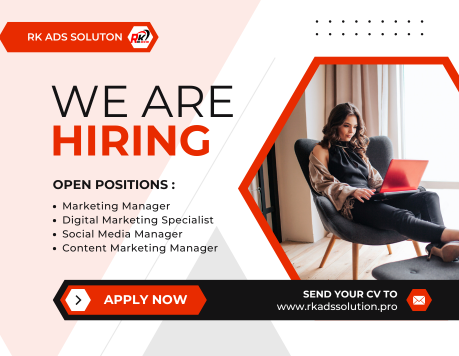 RK ADS SOLUTON
RK
WE ARE
HIRING
OPEN POSITIONS :
• Marketing Manager
• Digital Marketing Specialist
• Social Media Manager
• Content Marketing Manager
APPLY NOW
SEND YOUR CV TO
www.rkadssolution.pro